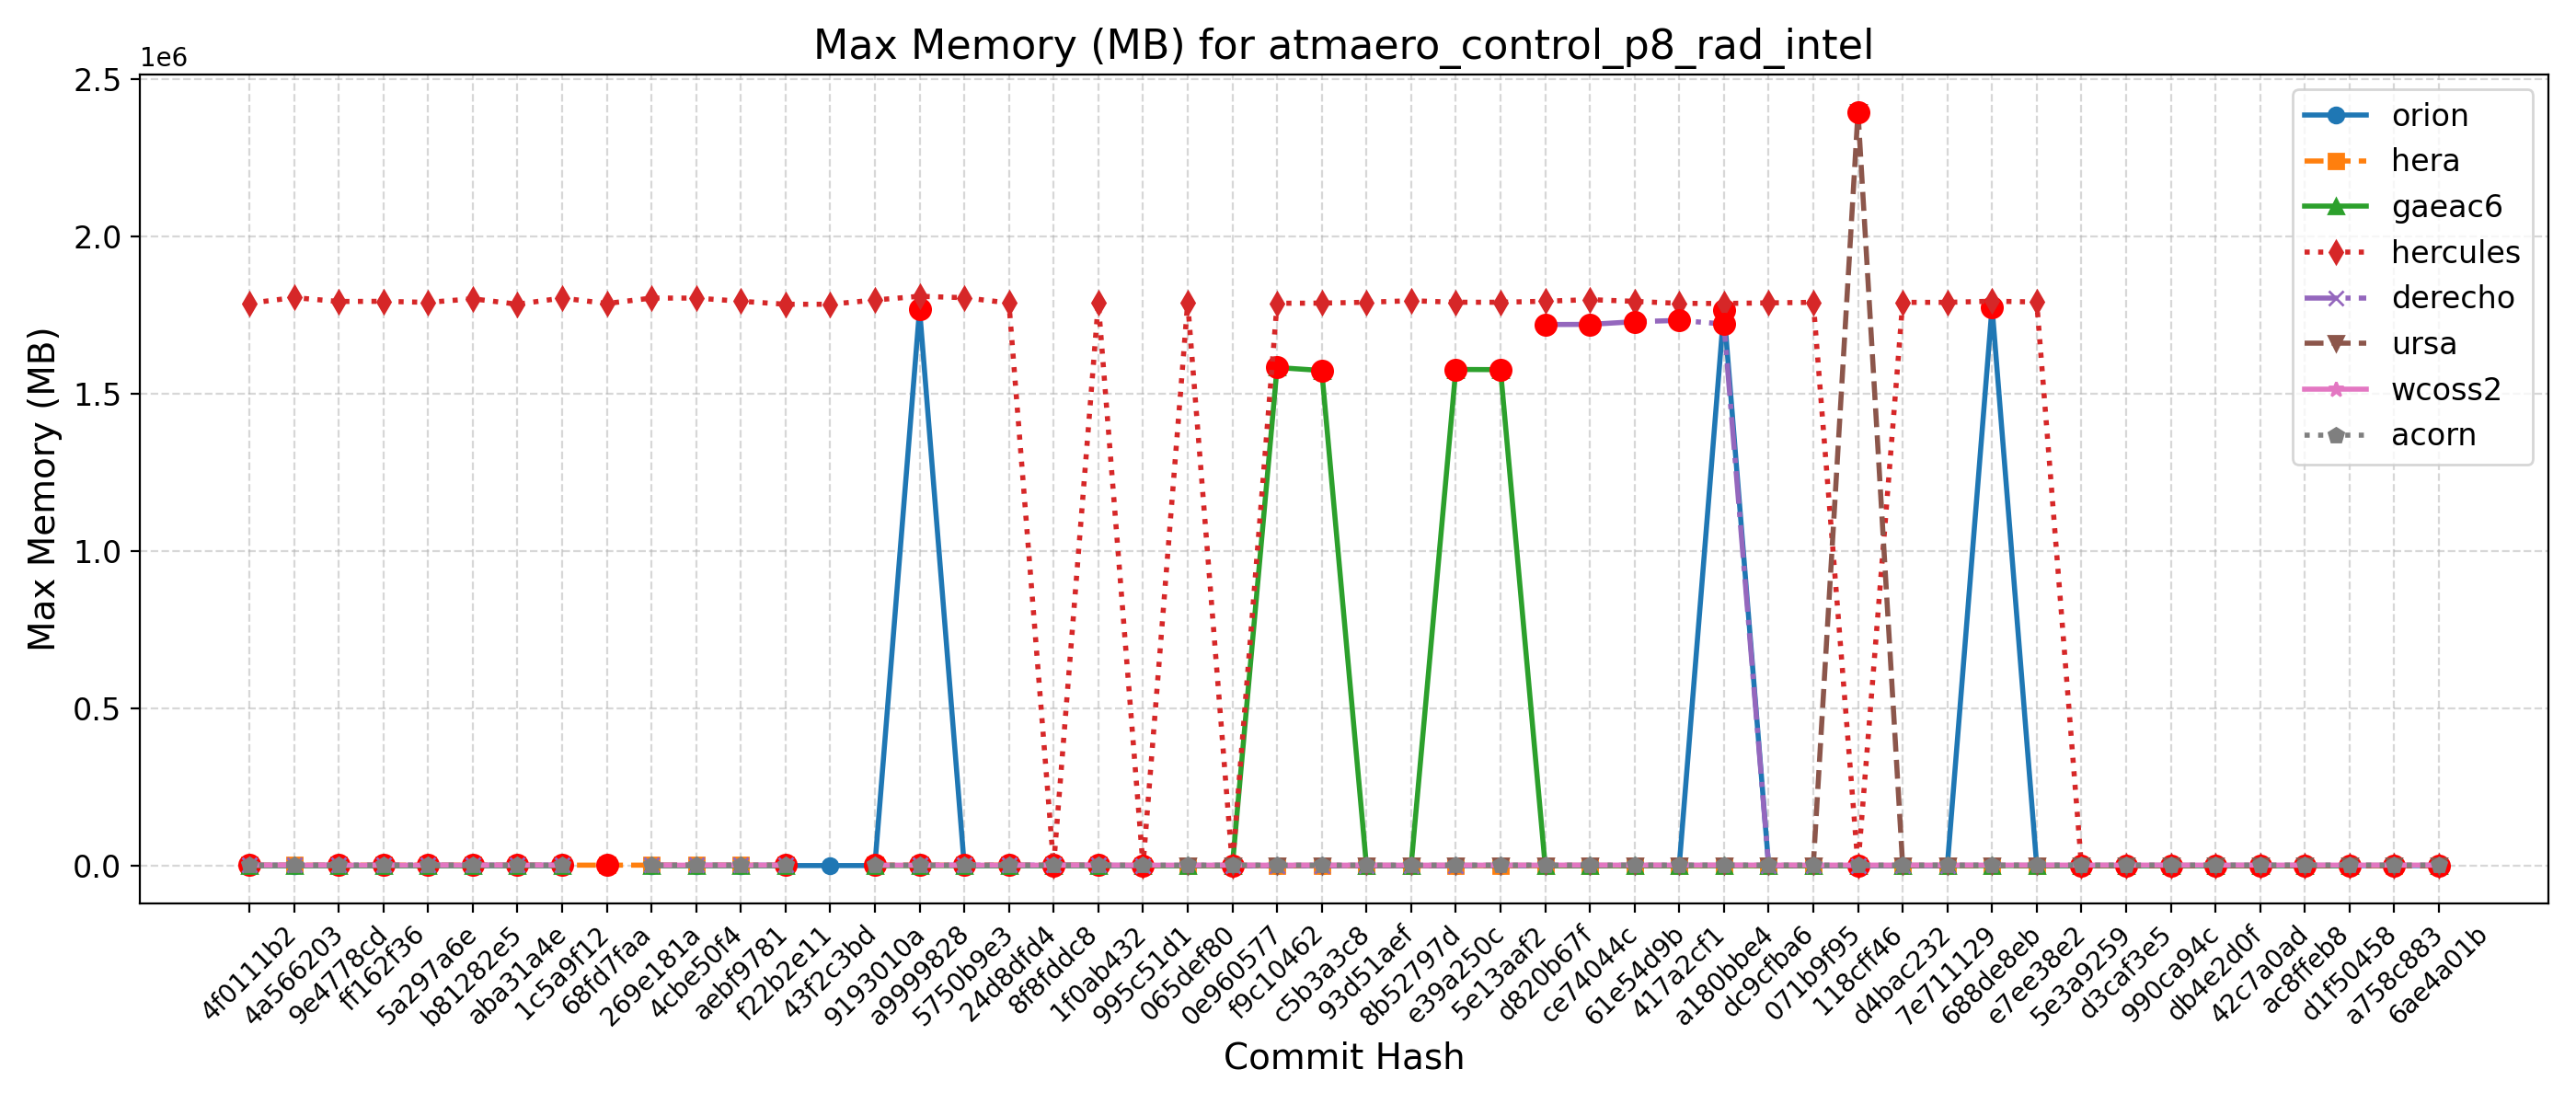 Max Memory (MB) for atmaero_control_p8_rad_intel
1e6
2.5
2.0
1.5
1.0
0.5
0.0
Max Memory (MB)
orion
hera
gaeac6
hercules
derecho
ursa
wcoss2
acorn
4f0111b2
4a566203
9e4778cd
ff162f36
5a297a6e
b81282e5
aba31a4e
1c5a9f12
68fd7faa
269e181a
4cbe50f4
aebf9781
f22b2e11
43f2c3bd
9193010a
a9999828
5750b9e3
24d8dfd4
8f8fddc8
1f0ab432
995c51d1
065def80
0e960577
f9c10462
c5b3a3c8
93d51aef
8b52797d
e39a250c
5e13aaf2
d820b67f
ce74044c
61e54d9b
417a2cf1
a180bbe4
dc9cfba6
071b9f95
118cff46
d4bac232
7e711129
688de8eb
e7ee38e2
5e3a9259
d3caf3e5
990ca94c
db4e2d0f
42c7a0ad
ac8ffeb8
d1f50458
a758c883
6ae4a01b
Commit Hash